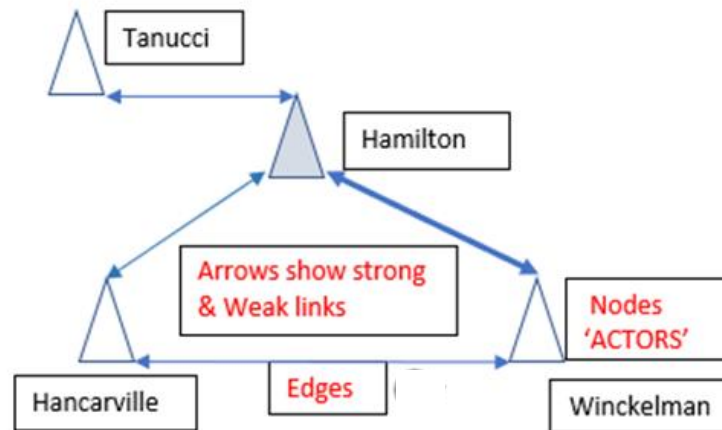 Tanucci
Hamilton
Arrows show strong
& Weak links
Nodes
‘ACTORS’
Hancarville
Edges
Winckelman